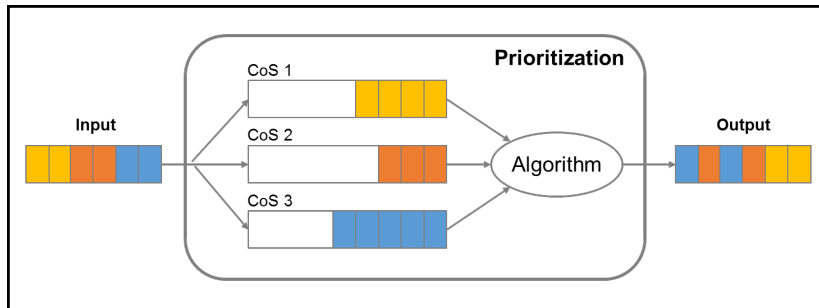 Prioritization
CoS 1
Input
CoS 2
Algorithm
Output
CoS 3